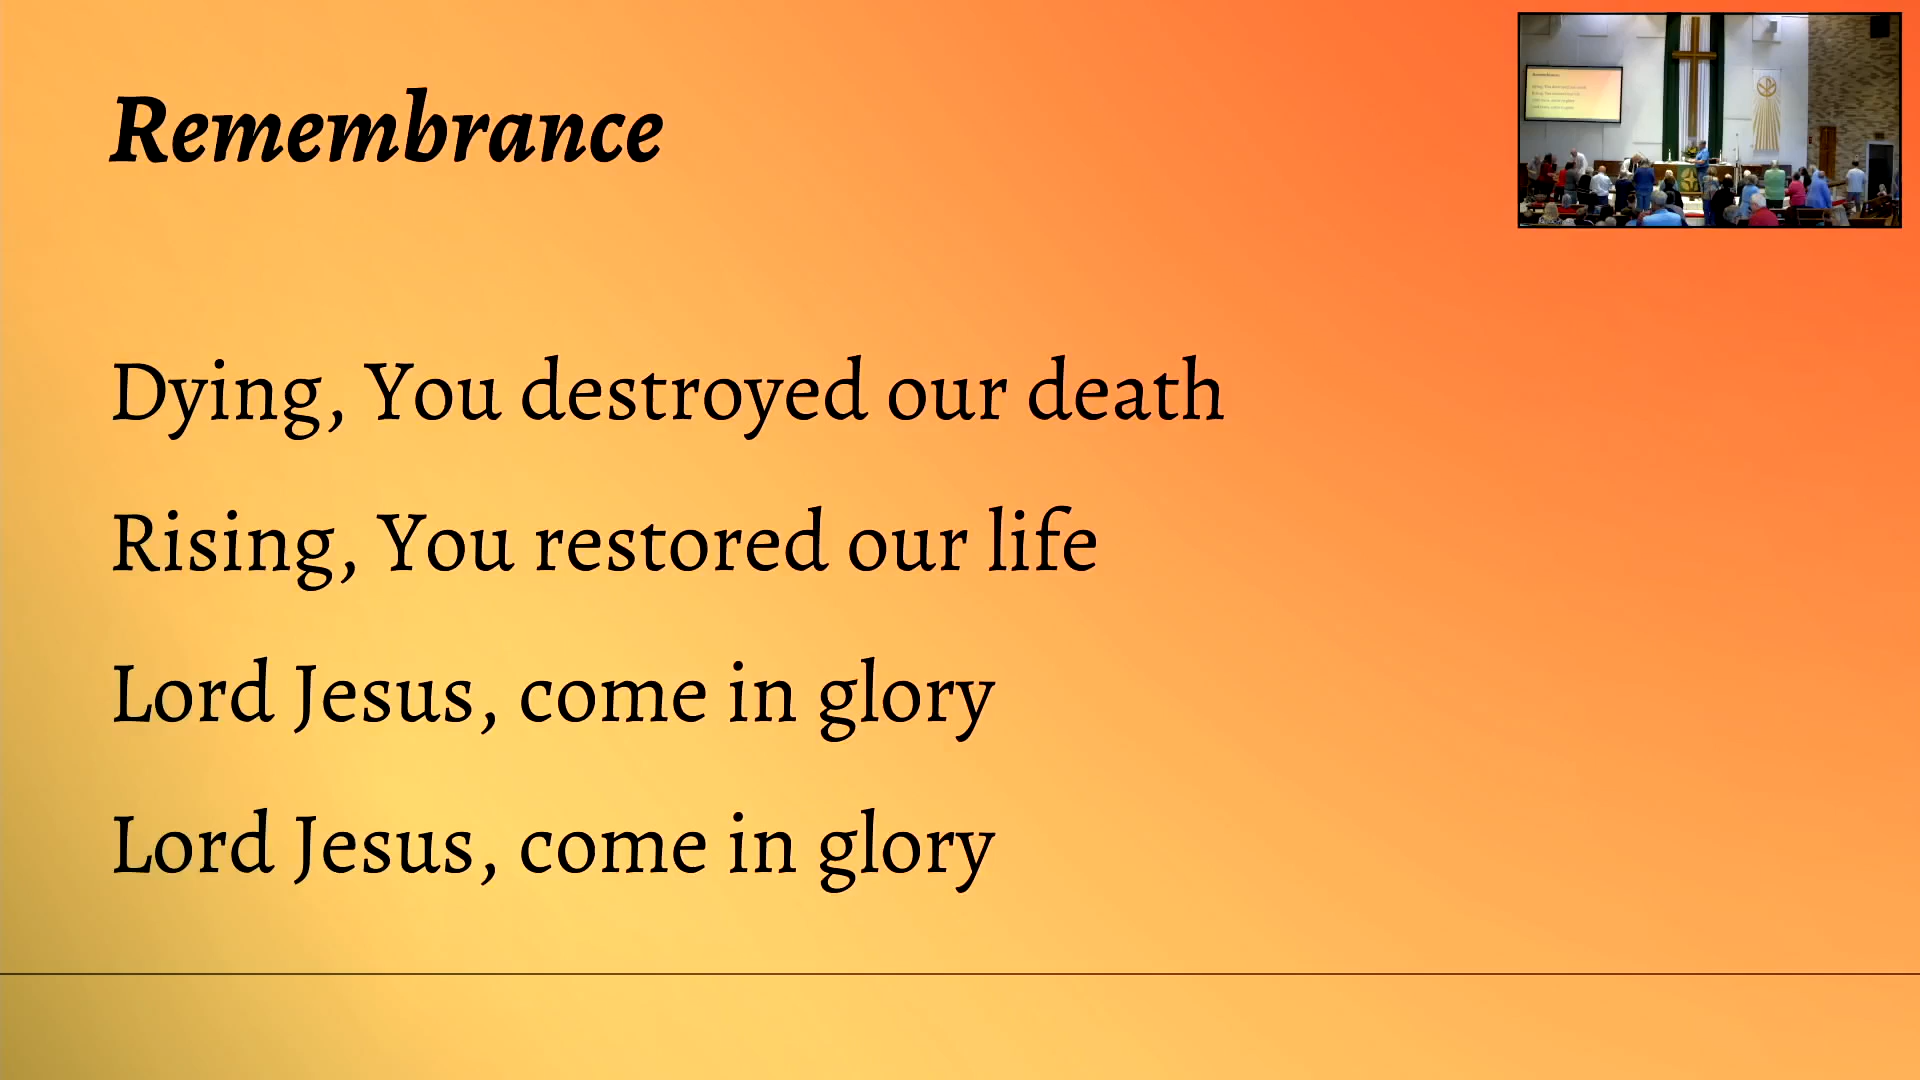 Remembrance
Dying, You destroyed our death
Rising, You restored our life
Lord Jesus, come in glory
Lord Jesus, come in glory